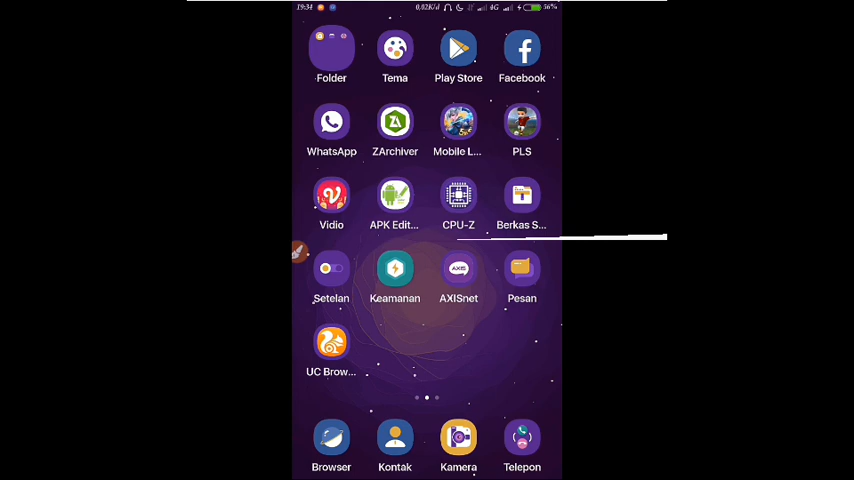 19:34 0,02K/d 4G 56%
Folder Tema Play Store Facebook
WhatsApp ZArchiver Mobile L... PLS
Vidio APK Edit... CPU-Z Berkas S...
AXIS
Setelan Keamanan AXISnet Pesan
UC Brow...
Browser Kontak Kamera Telepon